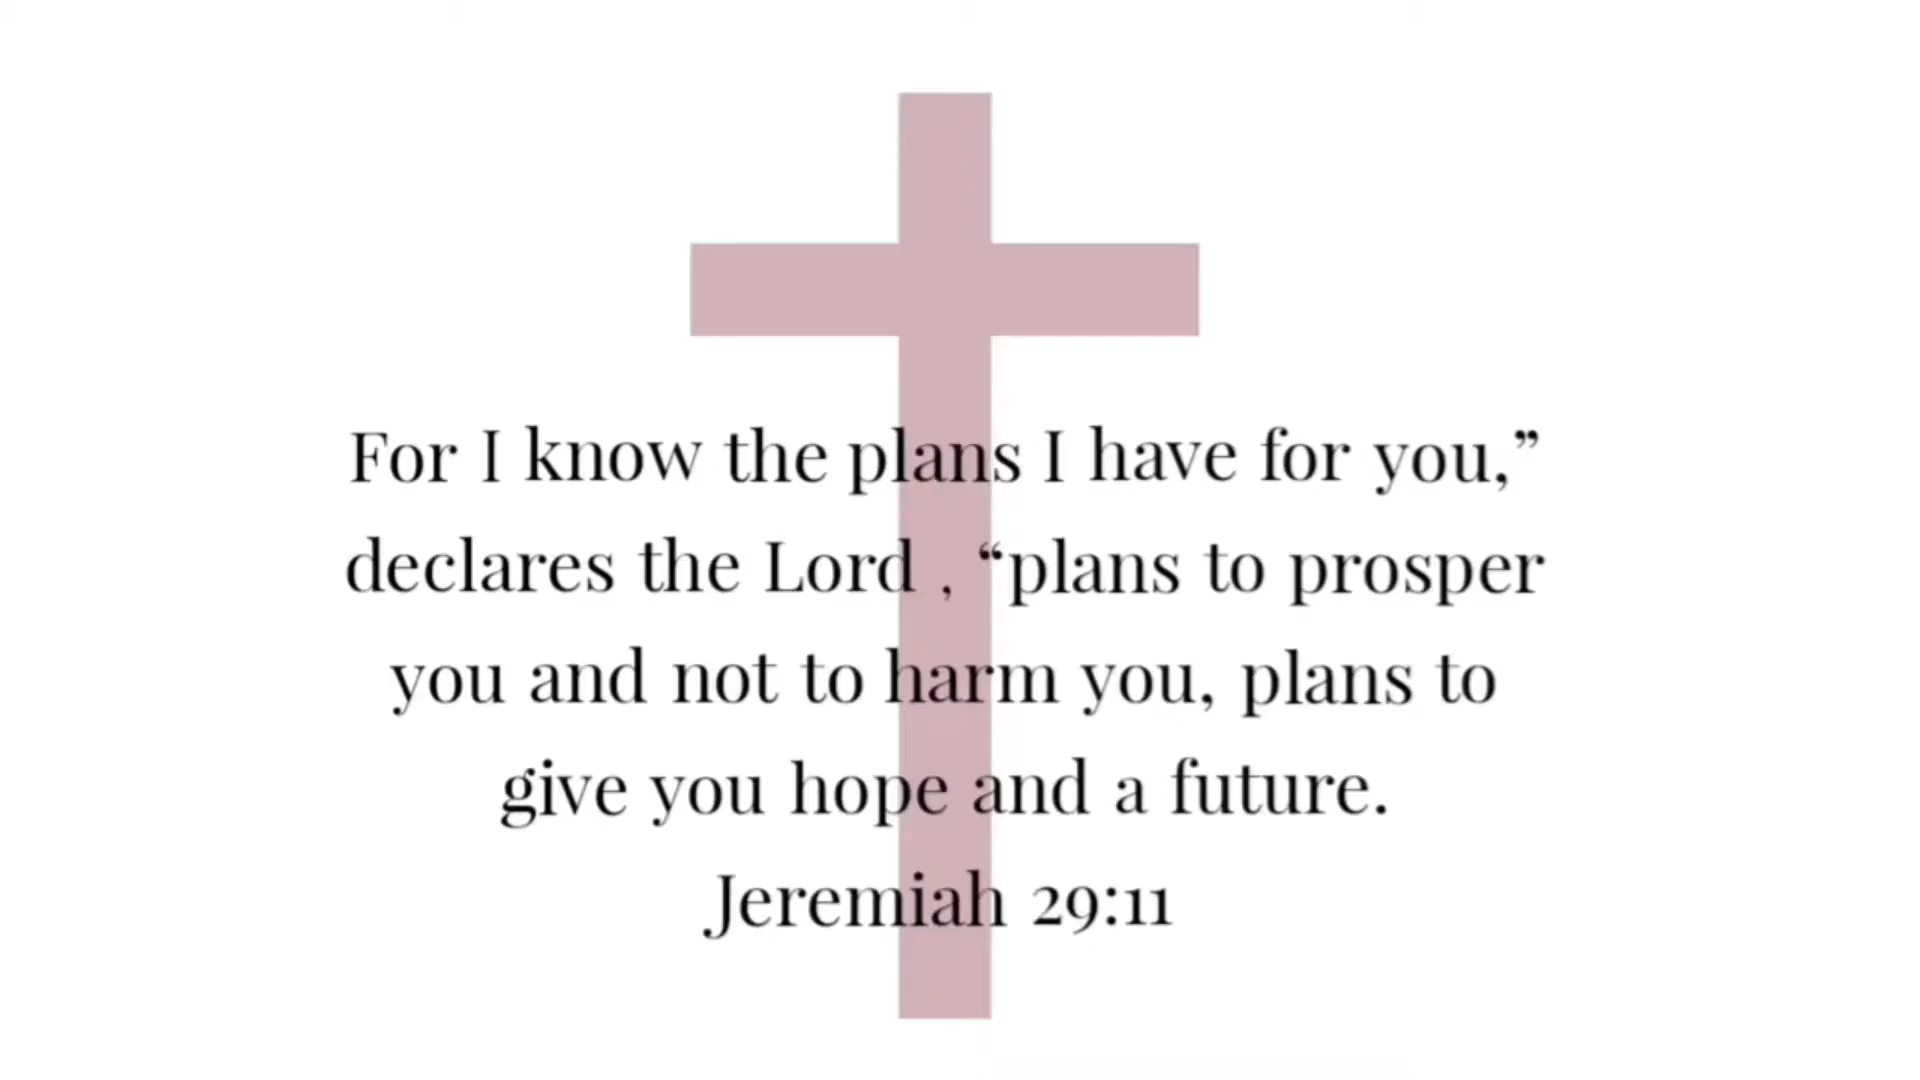 For I know the plans I have for you,”
declares the Lord , “plans to prosper
you and not to harm you, plans to
give you hope and a future.
Jeremiah 29:11